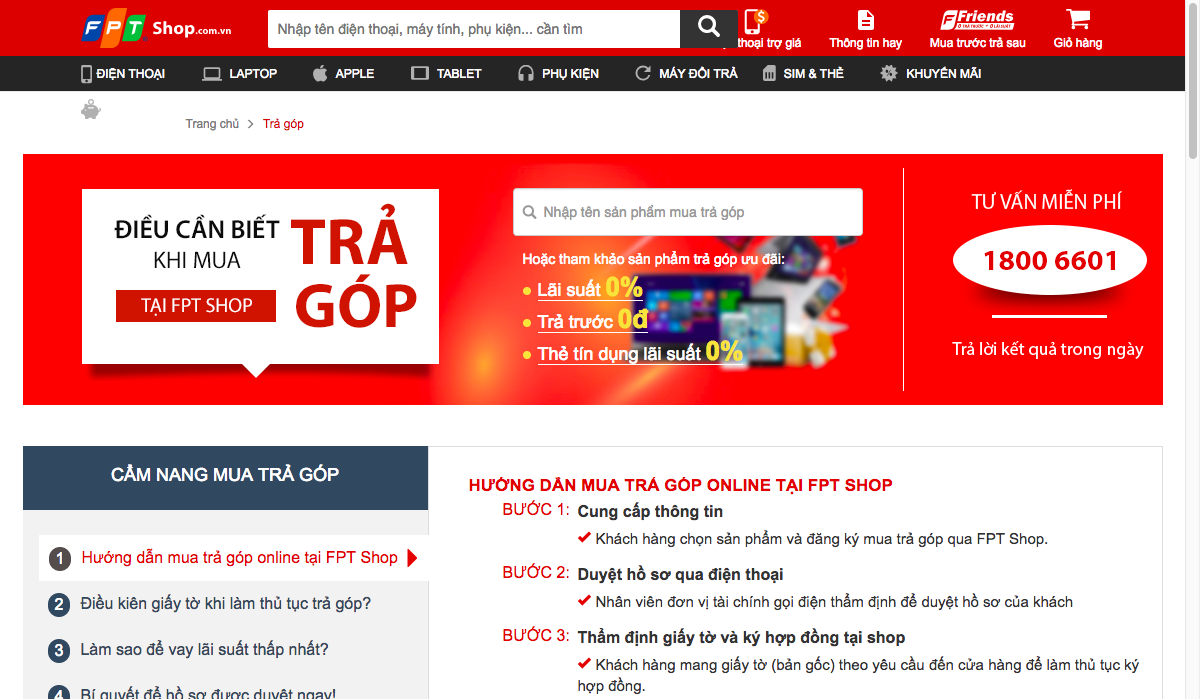 FPT Shop.com.vn
Nhập tên điện thoại, máy tính, phụ kiện... cần tìm
thoại trợ giá
Thông tin hay
Friends
Mua trước trả sau
Giỏ hàng
ĐIỆN THOẠI
LAPTOP
APPLE
TABLET
PHỤ KIỆN
MÁY ĐỔI TRẢ
SIM & THẺ
KHUYẾN MÃI
Trang chủ > Trả góp
ĐIỀU CẦN BIẾT
KHI MUA
TẠI FPT SHOP
TRẢ
GÓP
Nhập tên sản phẩm mua trả góp
Hoặc tham khảo sản phẩm trả góp ưu đãi:
Lãi suất 0%
Trả trước 0đ
Thẻ tín dụng lãi suất 0%
TƯ VẤN MIỄN PHÍ
1800 6601
Trả lời kết quả trong ngày
CẨM NANG MUA TRẢ GÓP
1 Hướng dẫn mua trả góp online tại FPT Shop
2 Điều kiên giấy tờ khi làm thủ tục trả góp?
3 Làm sao để vay lãi suất thấp nhất?
4 Bí quyết để hồ sơ được duyệt ngay!
HƯỚNG DẪN MUA TRẢ GÓP ONLINE TẠI FPT SHOP
BƯỚC 1: Cung cấp thông tin
Khách hàng chọn sản phẩm và đăng ký mua trả góp qua FPT Shop.
BƯỚC 2: Duyệt hồ sơ qua điện thoại
Nhân viên đơn vị tài chính gọi điện thẩm định để duyệt hồ sơ của khách
BƯỚC 3: Thẩm định giấy tờ và ký hợp đồng tại shop
Khách hàng mang giấy tờ (bản gốc) theo yêu cầu đến cửa hàng để làm thủ tục ký
hợp đồng.